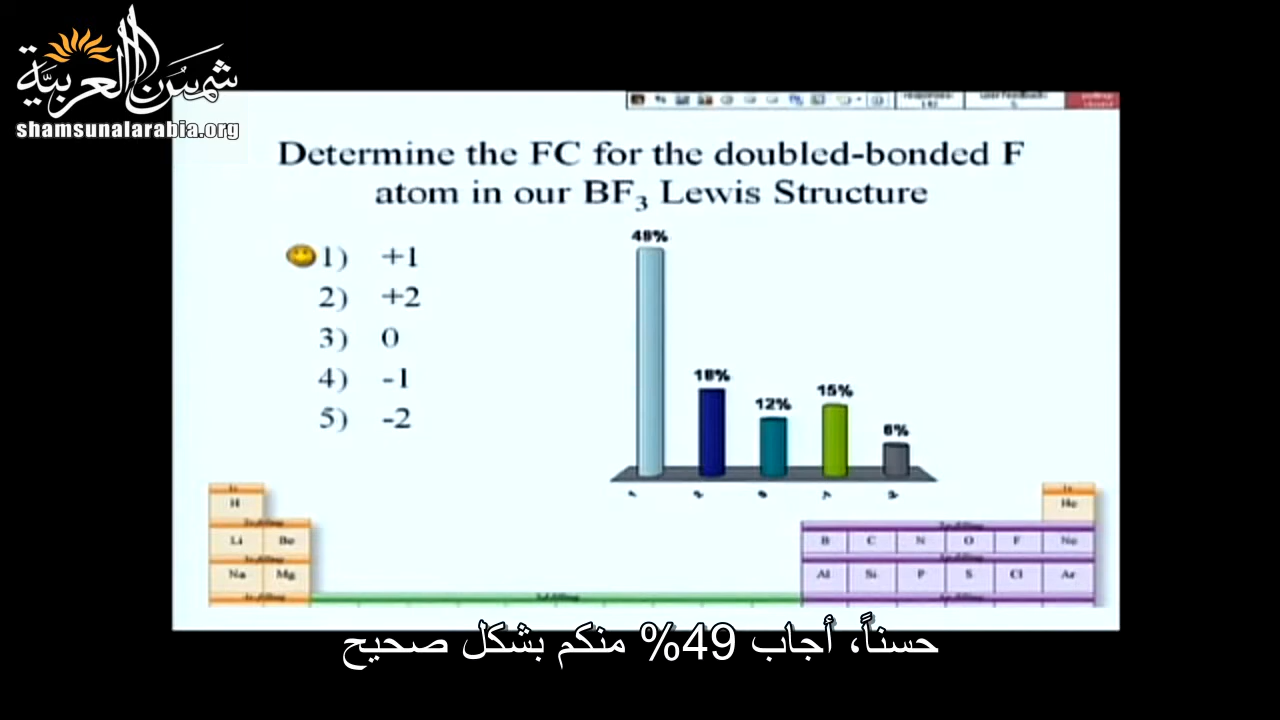 شمس العربية
shamsunalarabia.org
Determine the FC for the doubled-bonded F
atom in our BF3 Lewis Structure
1) +1
2) +2
3) 0
4) -1
5) -2
49%
18%
12%
15%
6%
H
He
Li Be
B C N O F Ne
Na Mg
Al Si P S Cl Ar
حسناً، أجاب 49% منكم بشكل صحيح